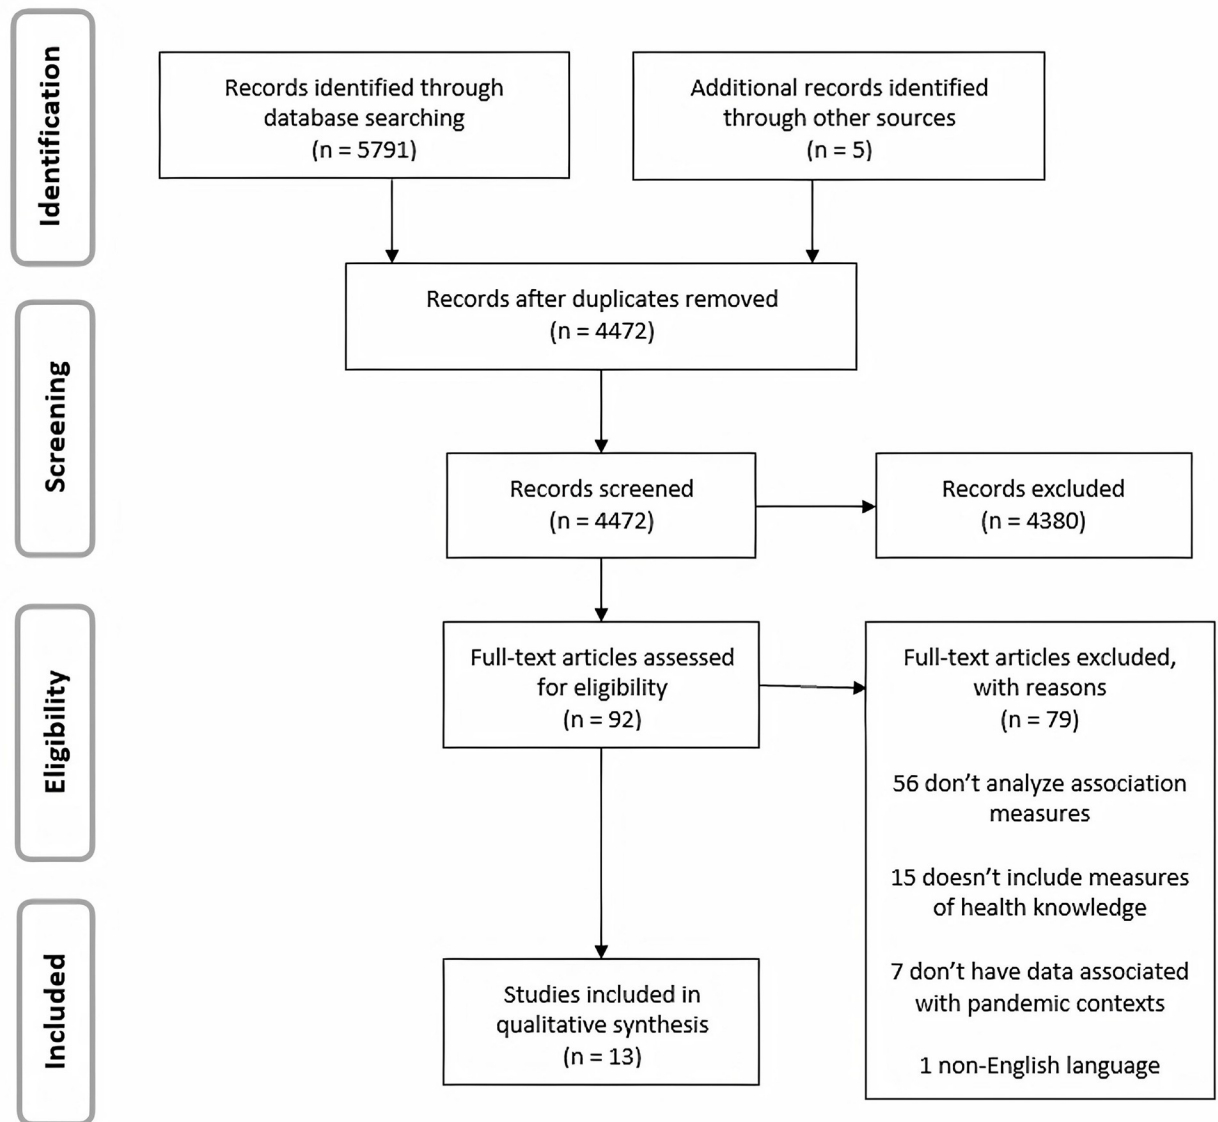 Identification
Records identified through
database searching
(n = 5791)
Additional records identified
through other sources
(n = 5)
Records after duplicates removed
(n = 4472)
Screening
Records screened
(n = 4472)
Records excluded
(n = 4380)
Eligibility
Full-text articles assessed
for eligibility
(n = 92)
Full-text articles excluded,
with reasons
(n = 79)
56 don’t analyze association
measures
15 doesn’t include measures
of health knowledge
7 don’t have data associated
with pandemic contexts
1 non-English language
Included
Studies included in
qualitative synthesis
(n = 13)